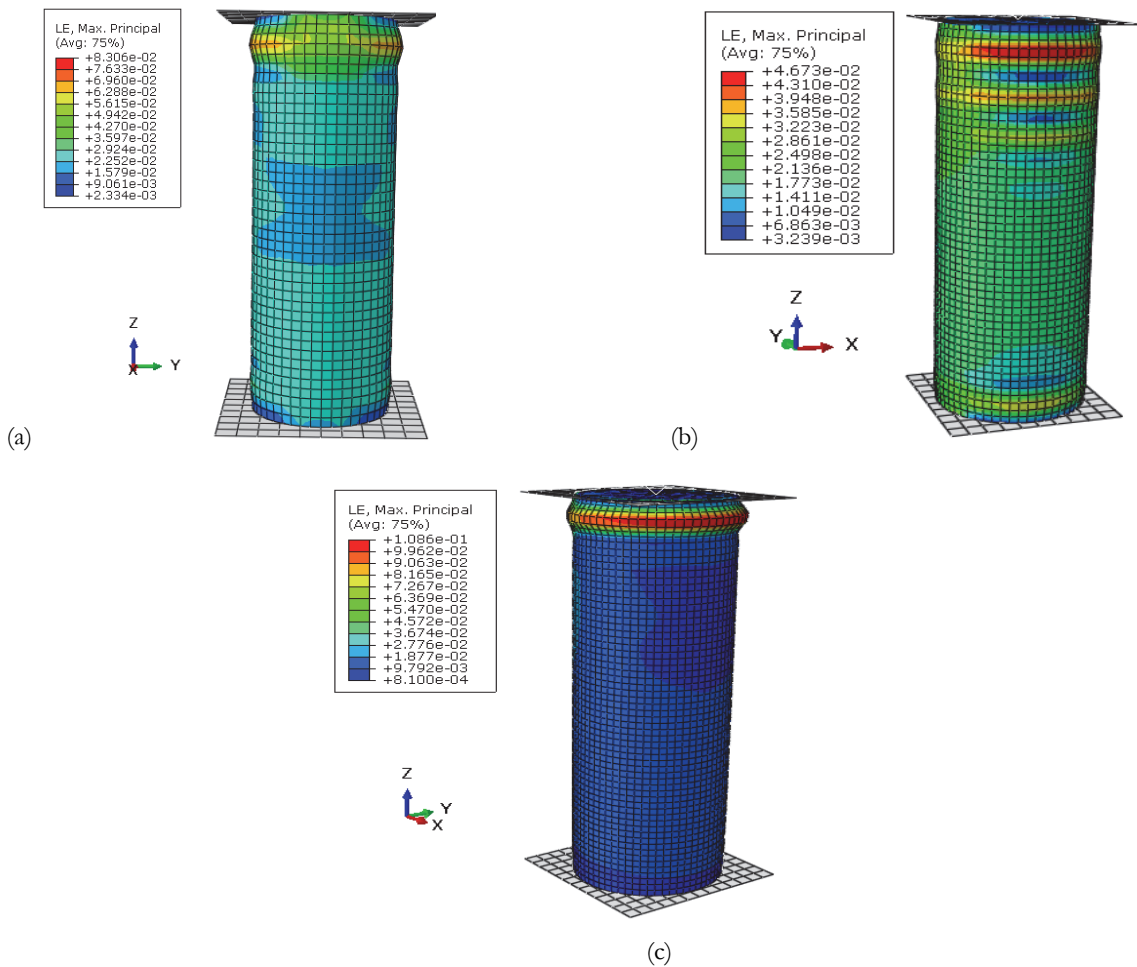 LE, Max. Principal
(Avg: 75%)
+8.306e-02
+7.633e-02
+6.960e-02
+6.288e-02
+5.615e-02
+4.942e-02
+4.270e-02
+3.597e-02
+2.924e-02
+2.252e-02
+1.579e-02
+9.061e-03
+2.334e-03
Z
X
Y
(a)
LE, Max. Principal
(Avg: 75%)
+4.673e-02
+4.310e-02
+3.948e-02
+3.585e-02
+3.223e-02
+2.861e-02
+2.498e-02
+2.136e-02
+1.773e-02
+1.411e-02
+1.049e-02
+6.863e-03
+3.239e-03
Z
Y
X
(b)
LE, Max. Principal
(Avg: 75%)
+1.086e-01
+9.962e-02
+9.063e-02
+8.165e-02
+7.267e-02
+6.369e-02
+5.470e-02
+4.572e-02
+3.674e-02
+2.776e-02
+1.877e-02
+9.792e-03
+8.100e-04
Z
Y
X
(c)